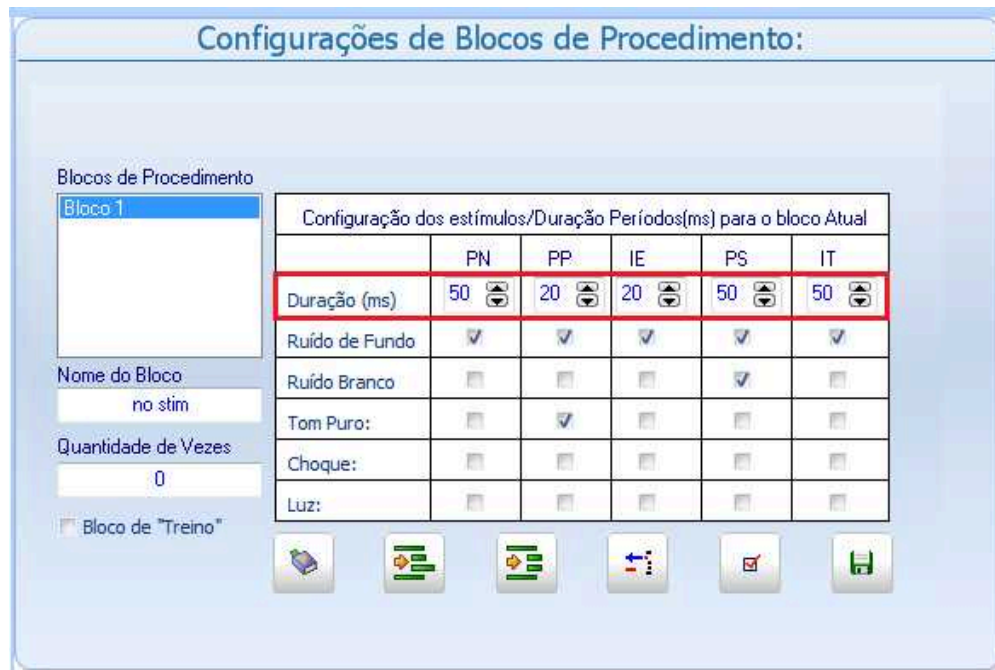 Configurações de Blocos de Procedimento:
Blocos de Procedimento
Bloco 1
Nome do Bloco
no stim
Quantidade de Vezes
0
Bloco de "Treino"
Configuração dos estímulos/Duração Períodos(ms) para o bloco Atual
PN PP IE PS IT
Duração (ms) 50 20 20 50 50
Ruído de Fundo
Ruído Branco
Tom Puro:
Choque:
Luz: